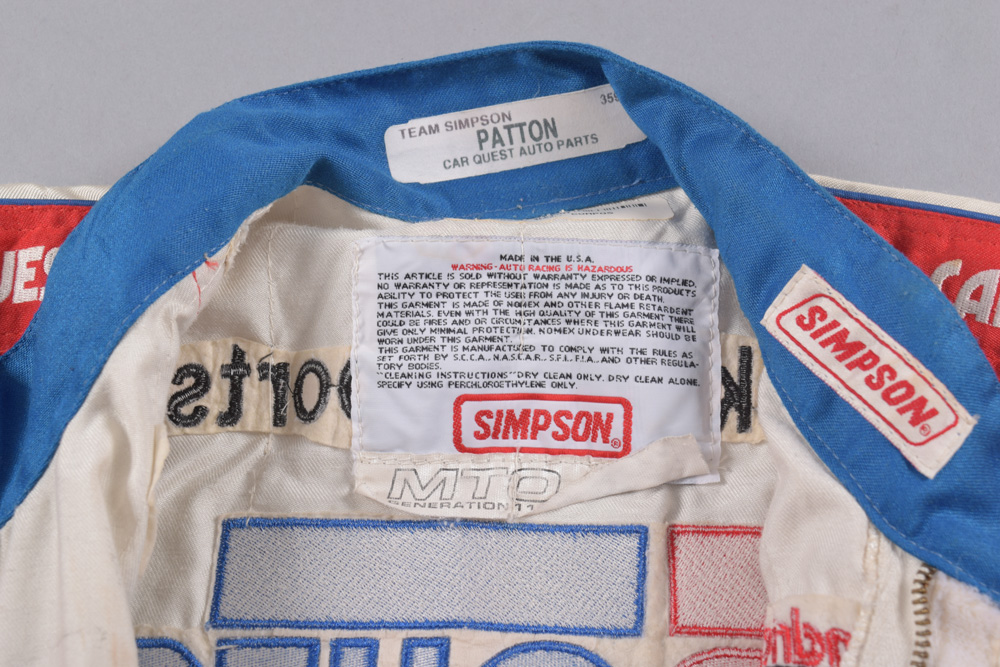 TEAM SIMPSON 359
PATTON
CAR QUEST AUTO PARTS
MADE IN THE U.S.A.
WARNING-AUTO RACING IS HAZARDOUS
THIS ARTICLE IS SOLD WITHOUT WARRANTY EXPRESSED OR IMPLIED.
NO WARRANTY OR REPRESENTATION IS MADE AS TO THIS PRODUCTS
ABILITY TO PROTECT THE USER FROM ANY INJURY OR DEATH.
THIS GARMENT IS MADE OF NOMEX AND OTHER FLAME RETARDENT
MATERIALS. EVEN WITH THE HIGH QUALITY OF THIS GARMENT THERE
COULD BE FIRES AND OR CIRCUMSTANCES WHERE THIS GARMENT WILL
GIVE ONLY MINIMAL PROTECTION. NOMEX UNDERWEAR SHOULD BE
WORN UNDER THIS GARMENT.
THIS GARMENT IS MANUFACTURED TO COMPLY WITH THE RULES AS
SET FORTH BY S.C.C.A., N.A.S.C.A.R., S.F.I., F.I.A., AND OTHER REGULA-
TORY BODIES.
"CLEANING INSTRUCTIONS" DRY CLEAN ONLY. DRY CLEAN ALONE.
SPECIFY USING PERCHLOROETHYLENE ONLY.
SIMPSON®
MTO
GENERATION 11
SIMPSON®
UES
CA
ports
k